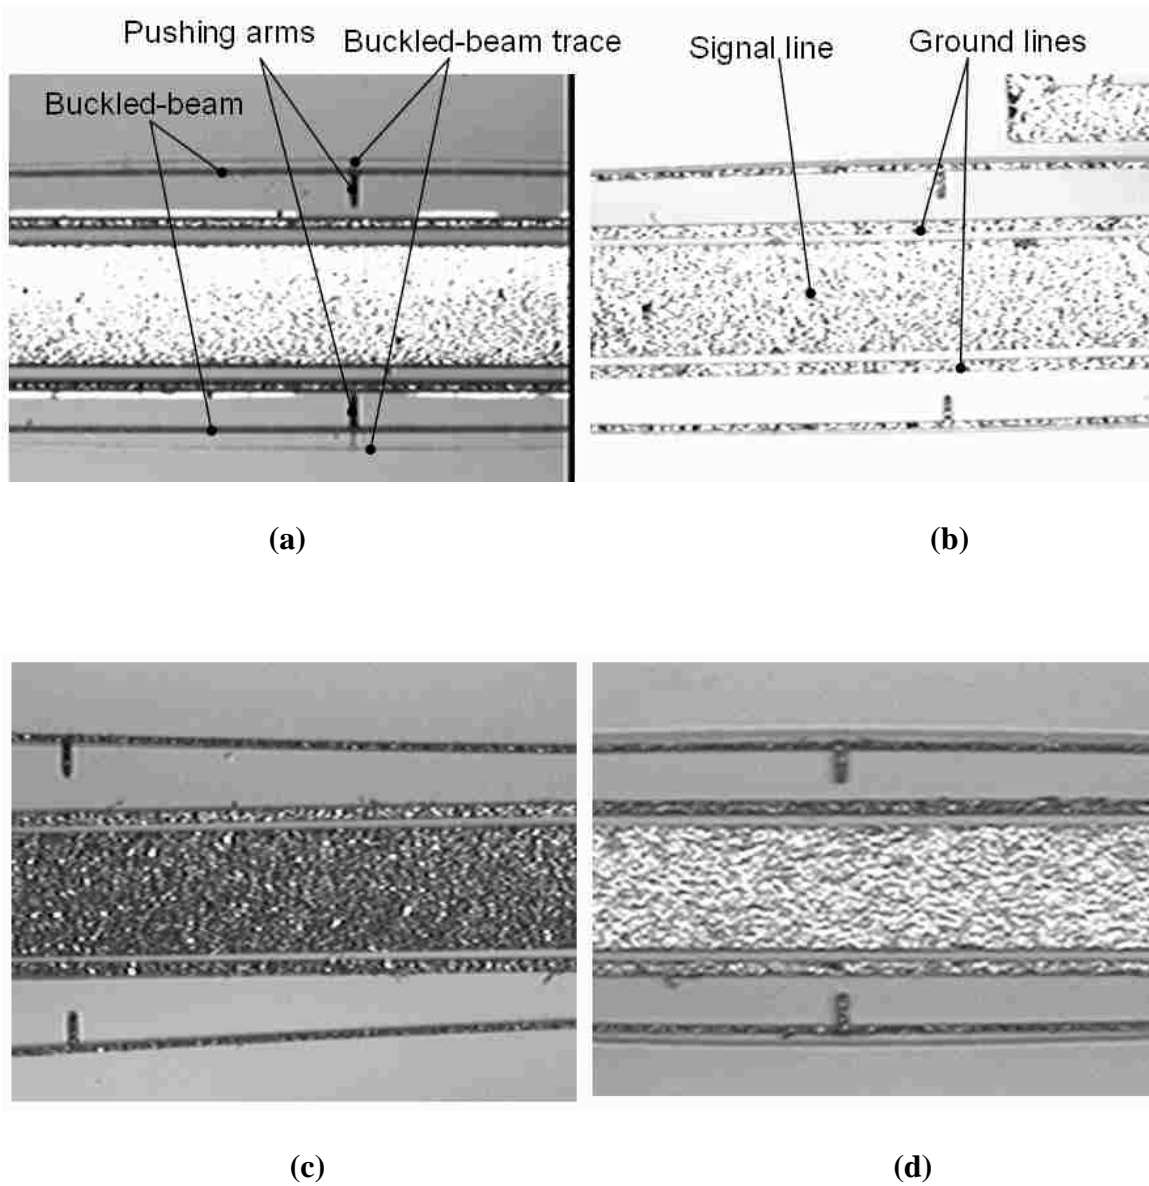 Pushing arms
Buckled-beam trace
Signal line
Ground lines
Buckled-beam
(a)
(b)
(c)
(d)